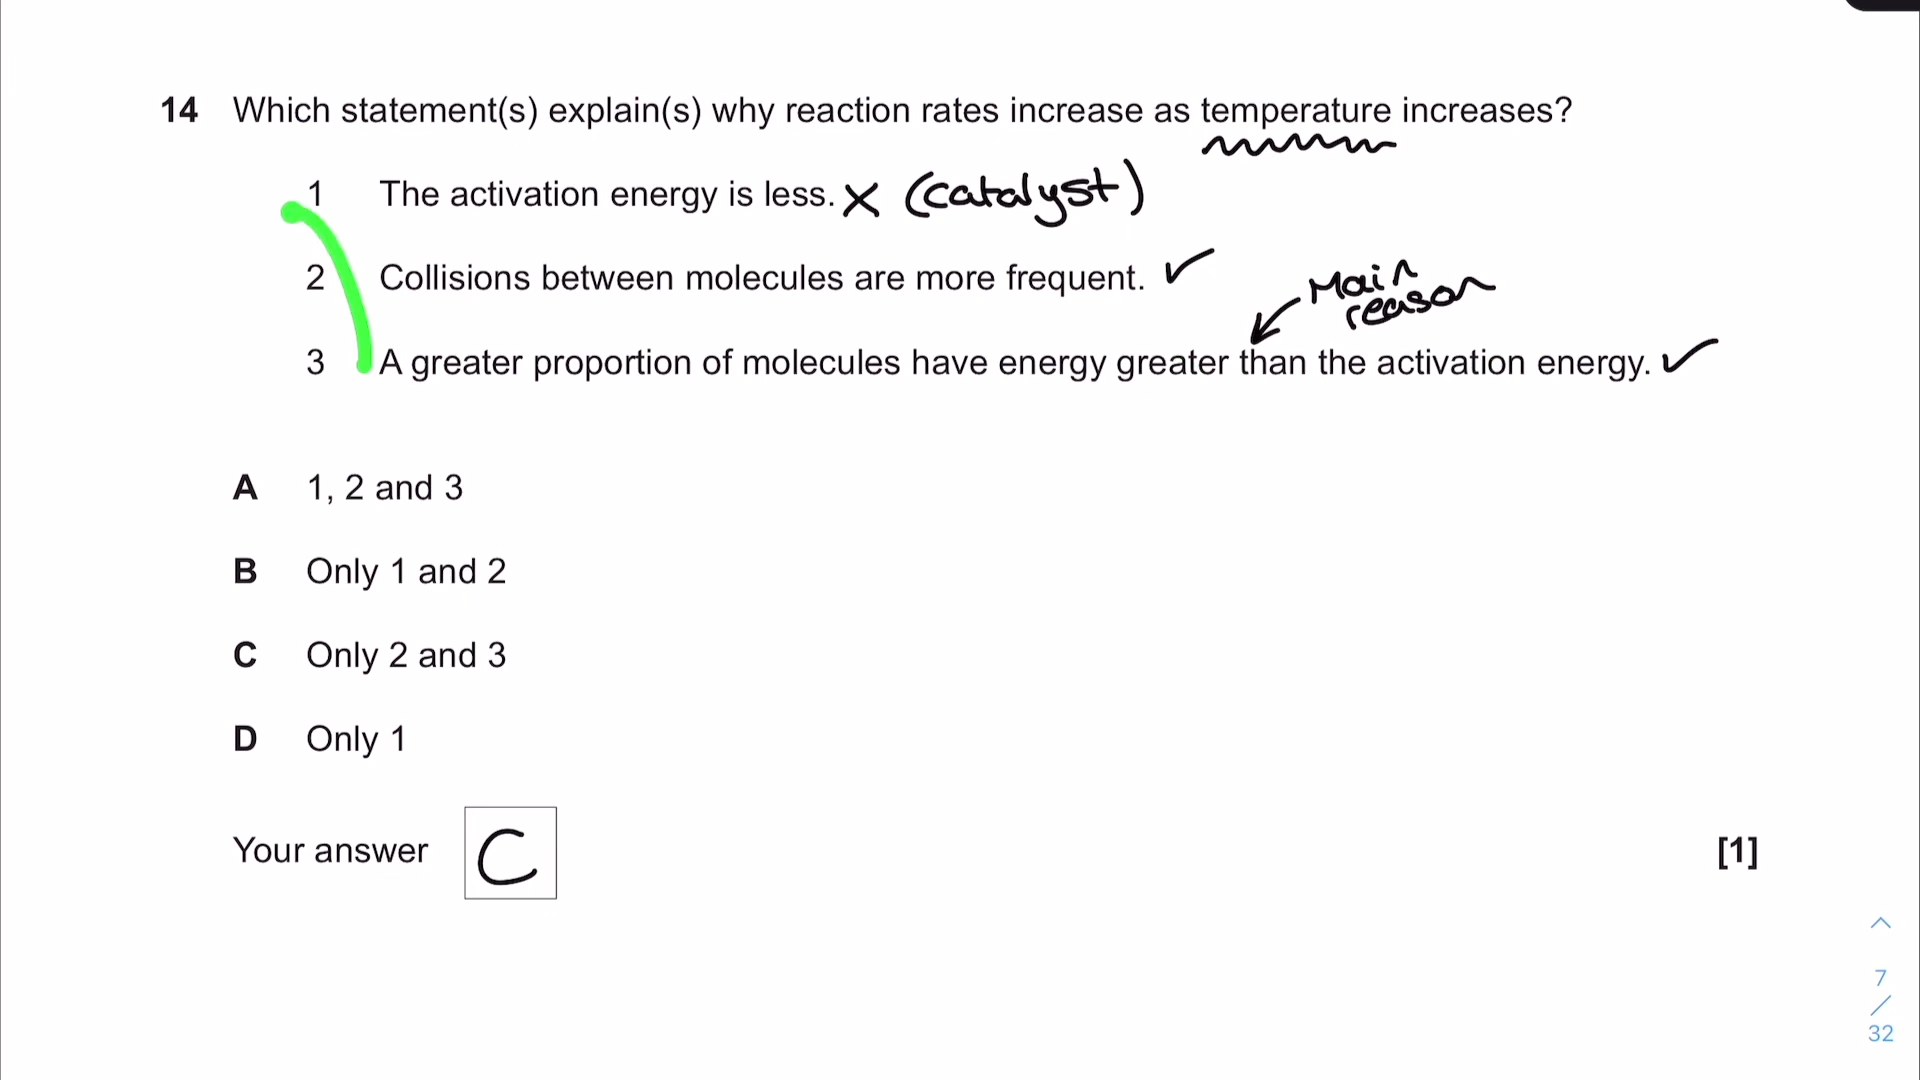 14 Which statement(s) explain(s) why reaction rates increase as temperature increases?
1 The activation energy is less. X (catalyst)
2 Collisions between molecules are more frequent. ✓
Main reason
3 A greater proportion of molecules have energy greater than the activation energy. ✓
A 1, 2 and 3
B Only 1 and 2
C Only 2 and 3
D Only 1
Your answer C [1]
7
/
32